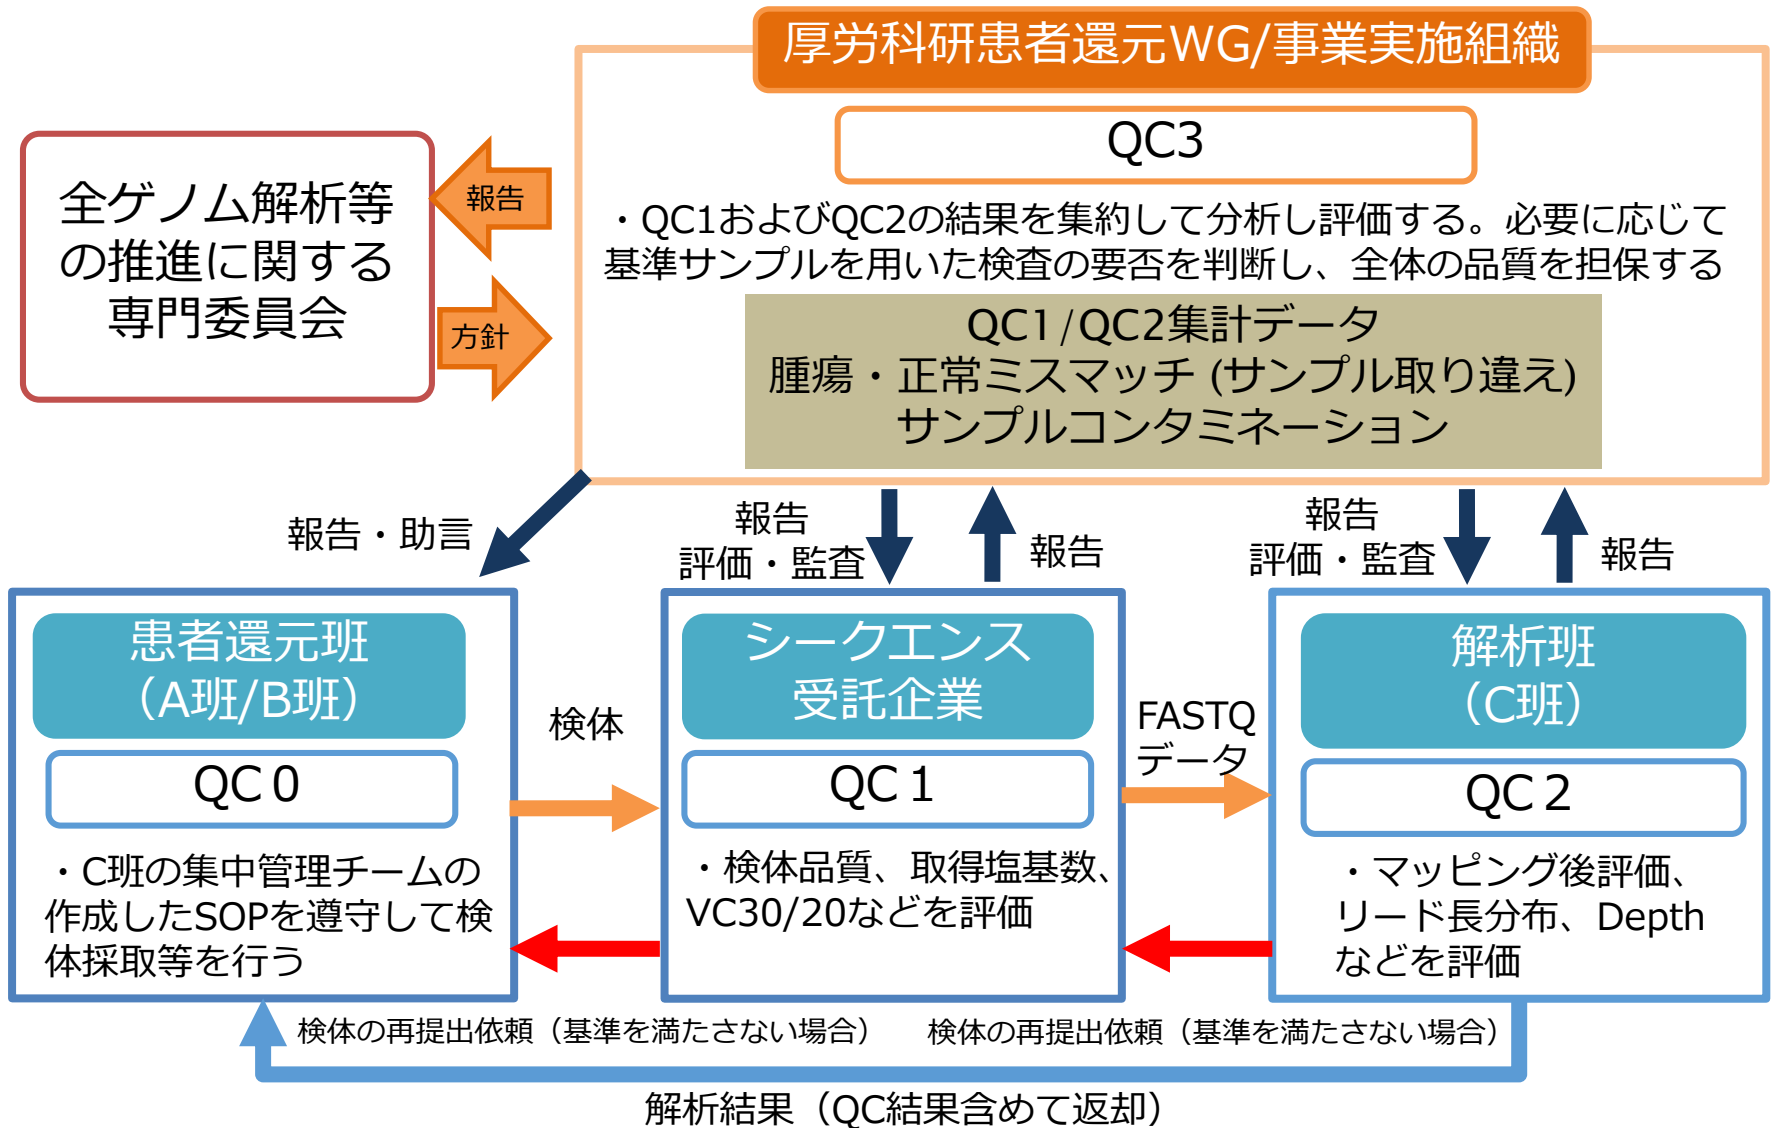 厚労科研患者還元WG/事業実施組織
QC3
・QC1およびQC2の結果を集約して分析し評価する。必要に応じて
基準サンプルを用いた検査の要否を判断し、全体の品質を担保する
QC1/QC2集計データ
腫瘍・正常ミスマッチ (サンプル取り違え)
サンプルコンタミネーション
全ゲノム解析等
の推進に関する
専門委員会
報告
方針
報告・助言
報告
評価・監査
報告
報告
評価・監査
報告
患者還元班
（A班/B班）
QC０
・C班の集中管理チームの
作成したSOPを遵守して検
体採取等を行う
検体
シークエンス
受託企業
QC１
・検体品質、取得塩基数、
VC30/20などを評価
FASTQ
データ
解析班
（C班）
QC２
・マッピング後評価、
リード長分布、Depth
などを評価
検体の再提出依頼（基準を満たさない場合）
検体の再提出依頼（基準を満たさない場合）
解析結果（QC結果含めて返却）